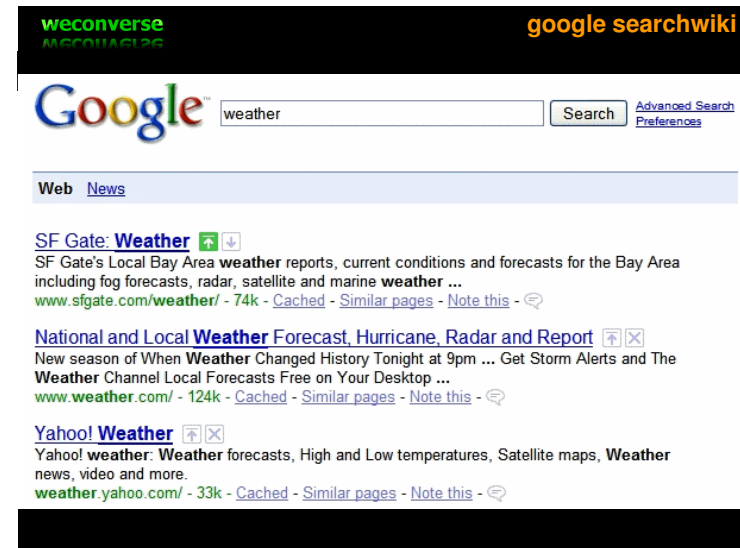 weconverse
google searchwiki
Google™
weather
Search
Advanced Search
Preferences
Web News
SF Gate: Weather
SF Gate's Local Bay Area weather reports, current conditions and forecasts for the Bay Area
including fog forecasts, radar, satellite and marine weather ...
www.sfgate.com/weather/ - 74k - Cached - Similar pages - Note this -
National and Local Weather Forecast, Hurricane, Radar and Report
New season of When Weather Changed History Tonight at 9pm ... Get Storm Alerts and The
Weather Channel Local Forecasts Free on Your Desktop ...
www.weather.com/ - 124k - Cached - Similar pages - Note this -
Yahoo! Weather
Yahoo! weather: Weather forecasts, High and Low temperatures, Satellite maps, Weather
news, video and more.
weather.yahoo.com/ - 33k - Cached - Similar pages - Note this -